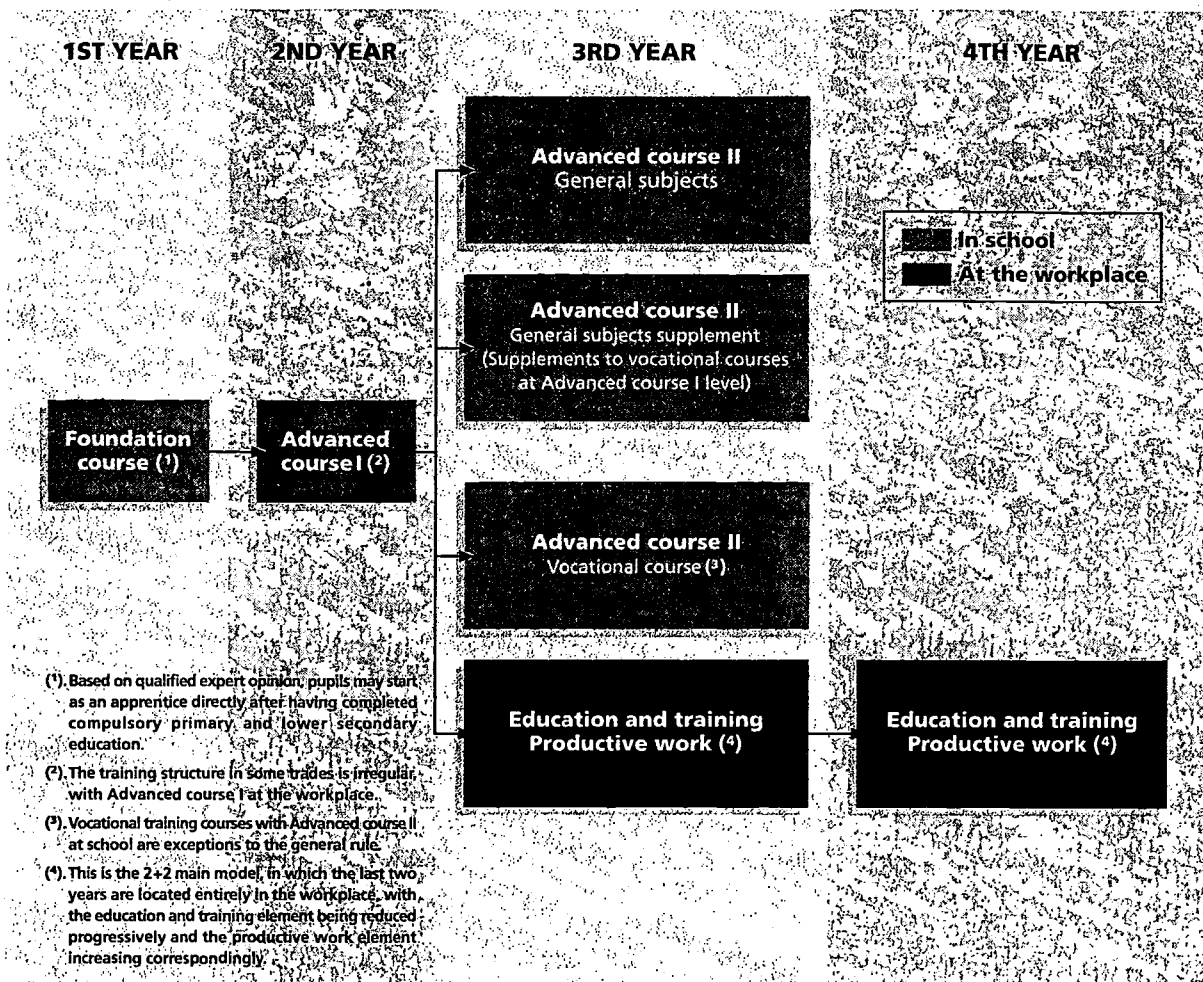 1ST YEAR
2ND YEAR
3RD YEAR
4TH YEAR
Advanced course II
General subjects
In school
At the workplace
Advanced course II
General subjects supplement
(Supplements to vocational courses
at Advanced course I level)
Foundation
course (¹)
Advanced
course I (²)
Advanced course II
Vocational course (³)
Education and training
Productive work (⁴)
Education and training
Productive work (⁴)
(¹). Based on qualified expert opinion, pupils may start
as an apprentice directly after having completed
compulsory primary and lower secondary
education.
(²). The training structure in some trades is irregular,
with Advanced course I at the workplace.
(³). Vocational training courses with Advanced course II
at school are exceptions to the general rule.
(⁴). This is the 2+2 main model, in which the last two
years are located entirely in the workplace, with
the education and training element being reduced
progressively and the productive work element
increasing correspondingly.